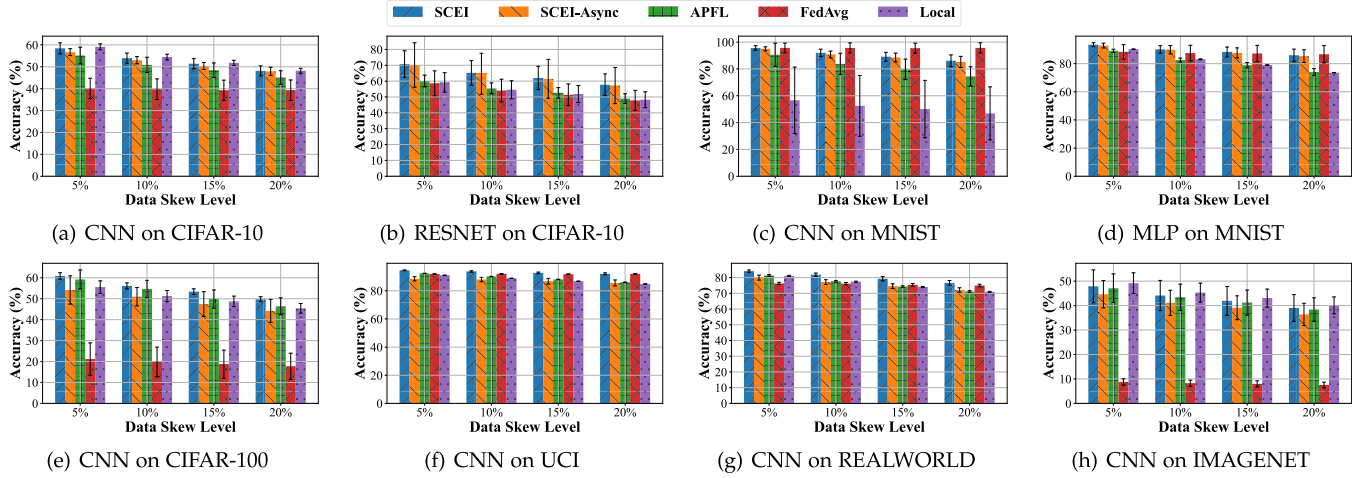 SCEI SCEI-Async APFL FedAvg Local
Accuracy (%)
60
50
40
30
20
10
0
5% 10% 15% 20%
Data Skew Level
(a) CNN on CIFAR-10
Accuracy (%)
80
70
60
50
40
30
20
10
0
5% 10% 15% 20%
Data Skew Level
(b) RESNET on CIFAR-10
Accuracy (%)
100
80
60
40
20
0
5% 10% 15% 20%
Data Skew Level
(c) CNN on MNIST
Accuracy (%)
80
60
40
20
0
5% 10% 15% 20%
Data Skew Level
(d) MLP on MNIST
Accuracy (%)
60
50
40
30
20
10
0
5% 10% 15% 20%
Data Skew Level
(e) CNN on CIFAR-100
Accuracy (%)
80
60
40
20
0
5% 10% 15% 20%
Data Skew Level
(f) CNN on UCI
Accuracy (%)
80
70
60
50
40
30
20
10
0
5% 10% 15% 20%
Data Skew Level
(g) CNN on REALWORLD
Accuracy (%)
50
40
30
20
10
0
5% 10% 15% 20%
Data Skew Level
(h) CNN on IMAGENET